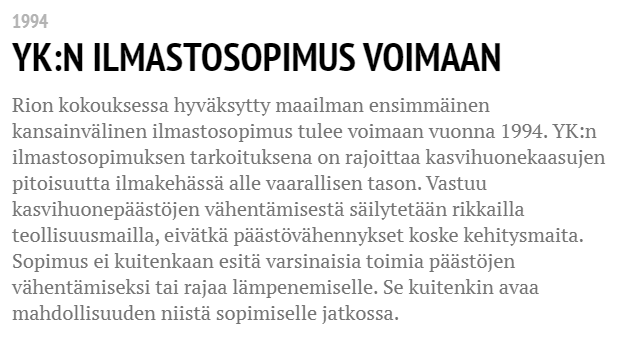 1994
YK:N ILMASTOSOPIMUS VOIMAAN
Rion kokouksessa hyväksytty maailman ensimmäinen
kansainvälinen ilmastosopimus tulee voimaan vuonna 1994. YK:n
ilmastosopimuksen tarkoituksena on rajoittaa kasvihuonekaasujen
pitoisuutta ilmakehässä alle vaarallisen tason. Vastuu
kasvihuonepäästöjen vähentämisestä säilytetään rikkailla
teollisuusmailla, eivätkä päästövähennykset koske kehitysmaita.
Sopimus ei kuitenkaan esitä varsinaisia toimia päästöjen
vähentämiseksi tai rajaa lämpenemiselle. Se kuitenkin avaa
mahdollisuuden niistä sopimiselle jatkossa.